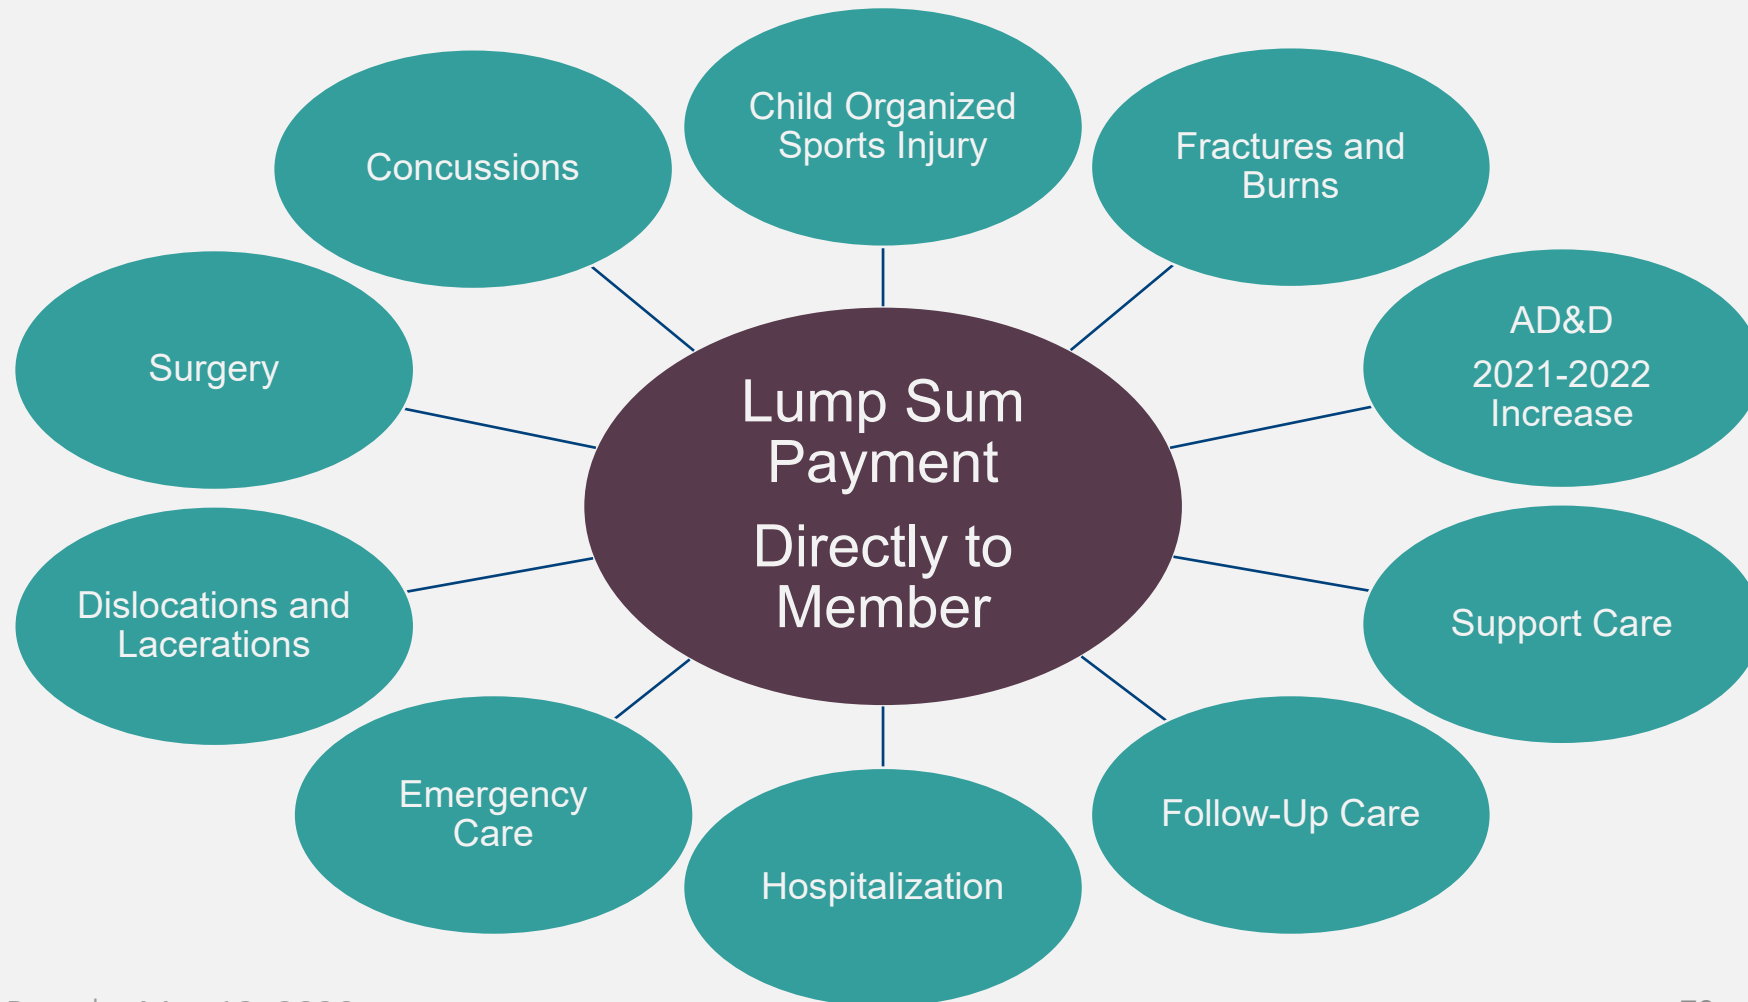 Child Organized
Sports Injury
Concussions
Fractures and
Burns
AD&D
2021-2022
Increase
Surgery
Lump Sum
Payment
Directly to
Member
Dislocations and
Lacerations
Support Care
Emergency
Care
Follow-Up Care
Hospitalization